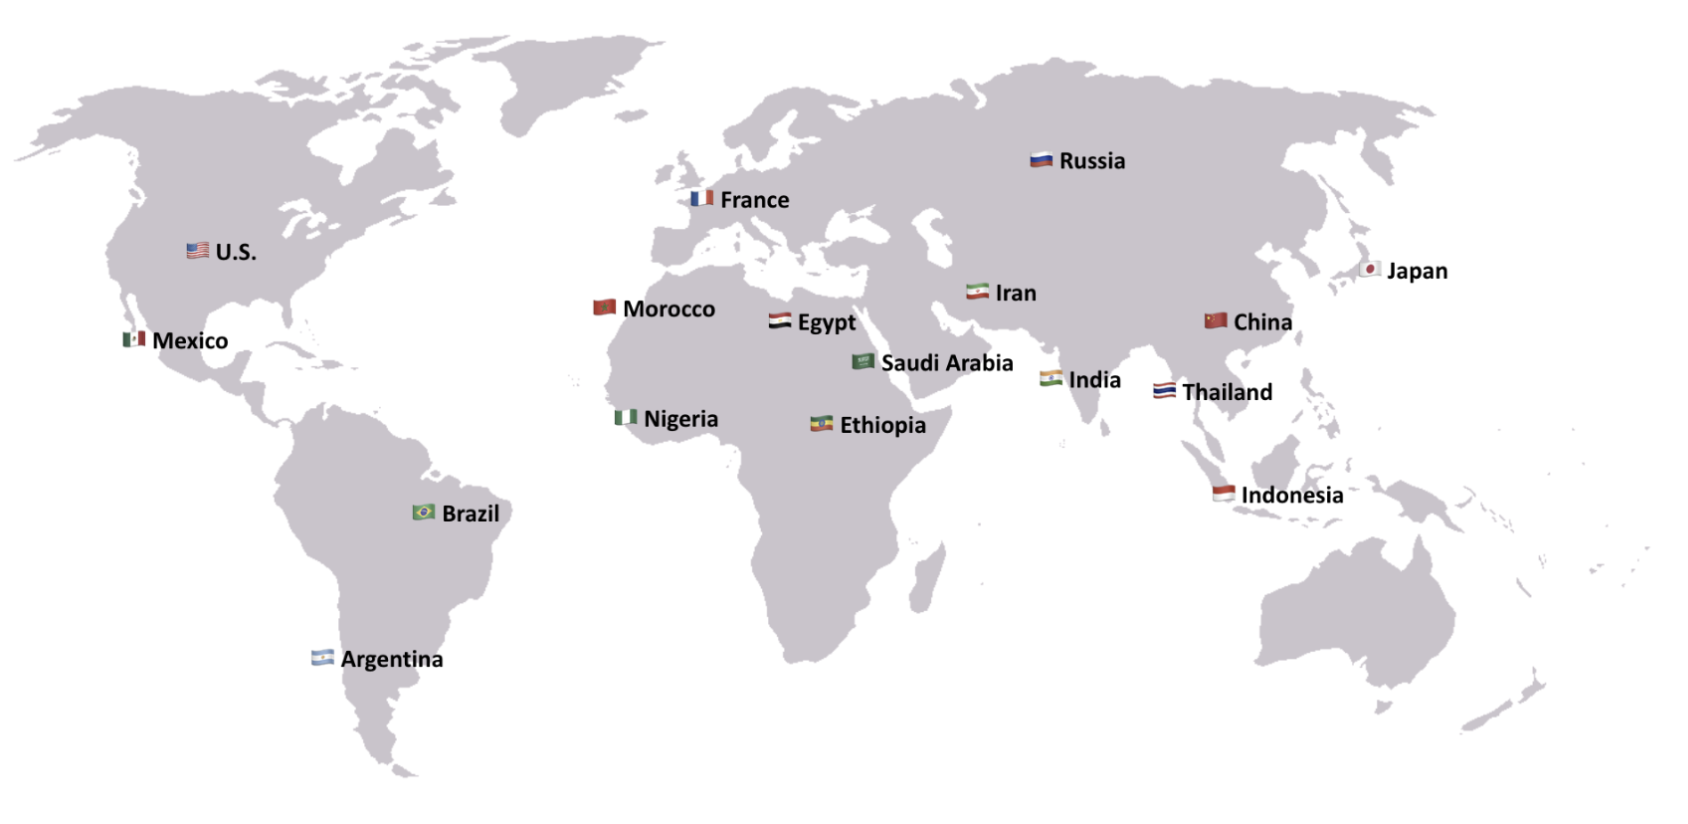 Russia
France
U.S.
Japan
Iran
Morocco
Egypt
China
Mexico
Saudi Arabia
India
Thailand
Nigeria
Ethiopia
Indonesia
Brazil
Argentina